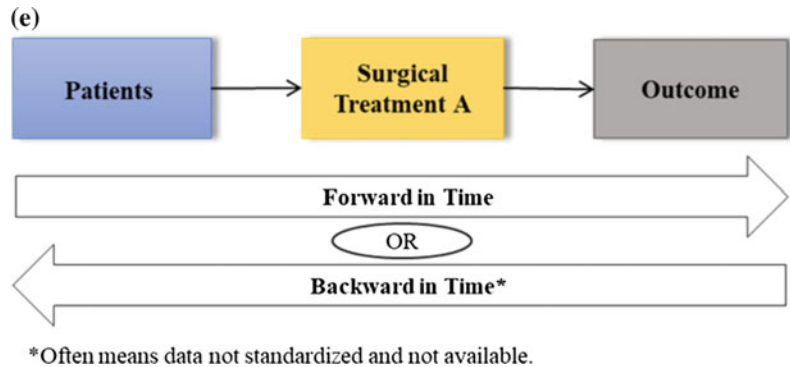 (e)
Patients
Surgical
Treatment A
Outcome
Forward in Time
OR
Backward in Time*
*Often means data not standardized and not available.